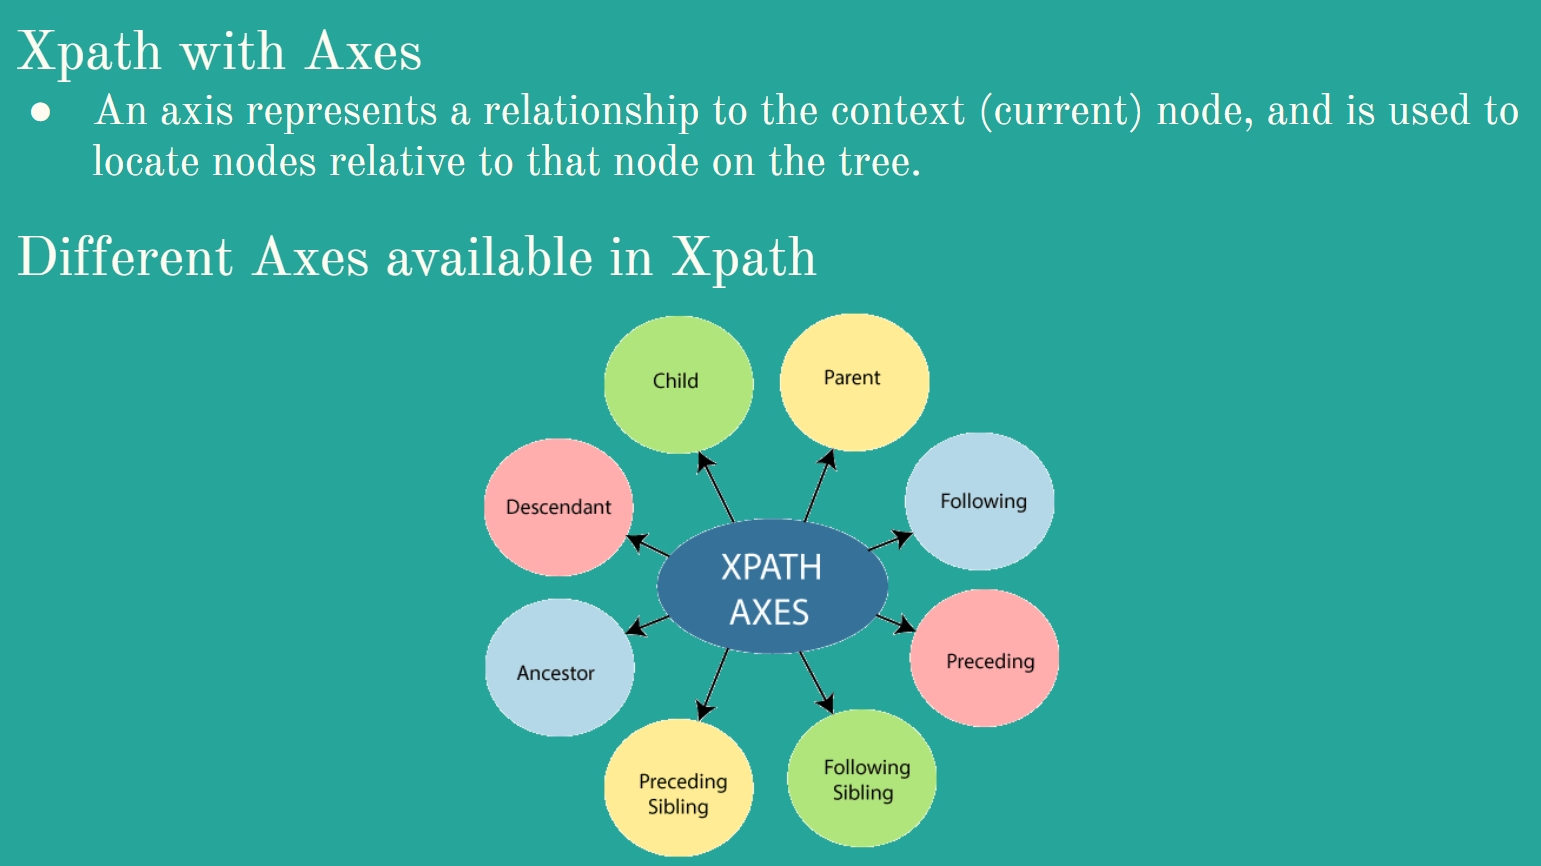 Xpath with Axes
● An axis represents a relationship to the context (current) node, and is used to
locate nodes relative to that node on the tree.
Different Axes available in Xpath
Child
Parent
Descendant
Following
XPATH
AXES
Ancestor
Preceding
Preceding
Sibling
Following
Sibling